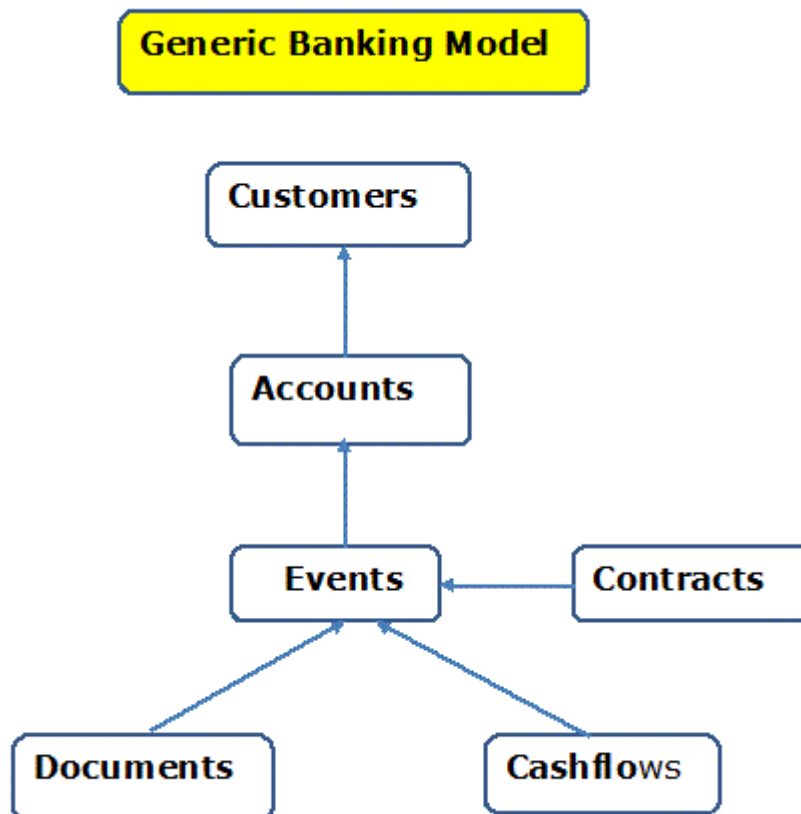 Generic Banking Model
Customers
Accounts
Events
Contracts
Documents
Cashflows